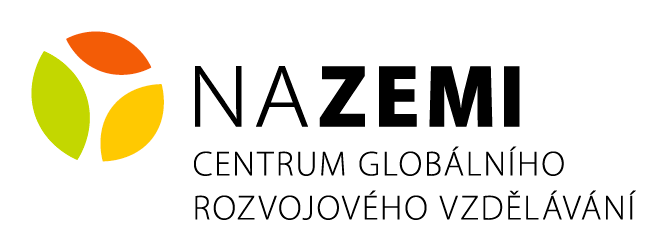 NAZEMI
CENTRUM GLOBÁLNÍHO
ROZVOJOVÉHO VZDĚLÁVÁNÍ